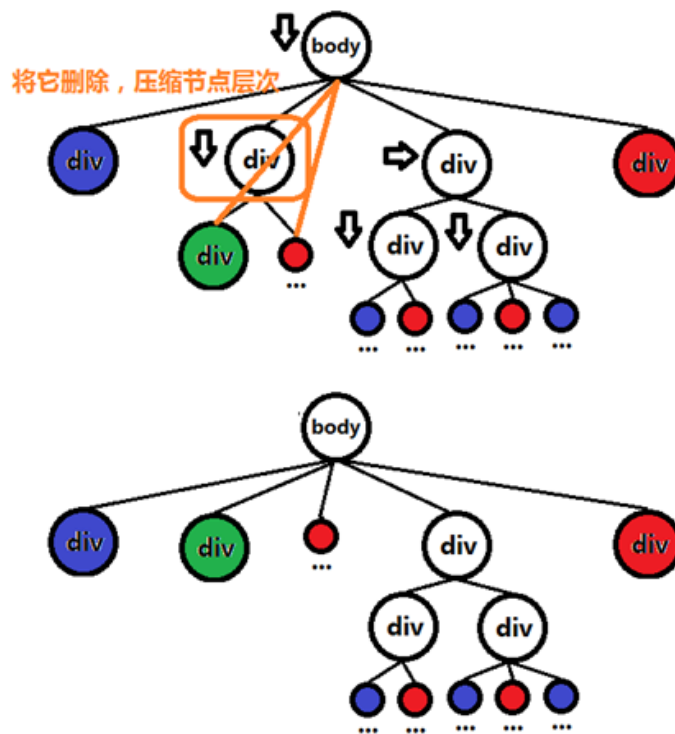 body
将它删除，压缩节点层次
div div div div
div div div
...
... ... ... ... ...
body
div div div div
...
div div
... ... ... ... ...